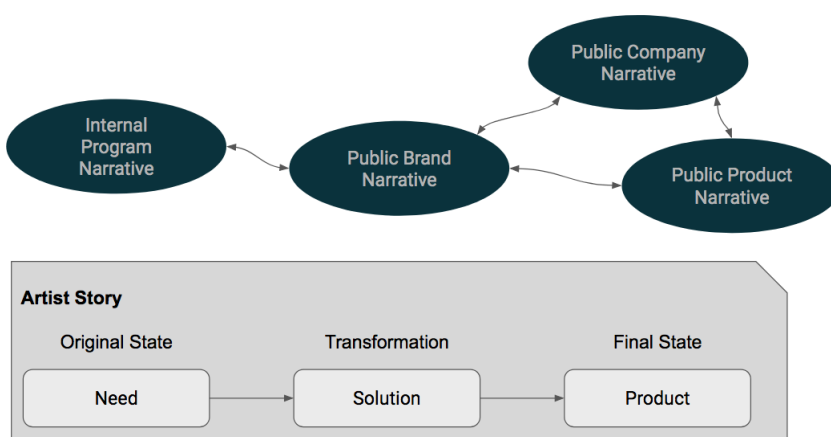 Public Company
Narrative
Internal
Program
Narrative
Public Brand
Narrative
Public Product
Narrative
Artist Story
Original State
Transformation
Final State
Need
Solution
Product